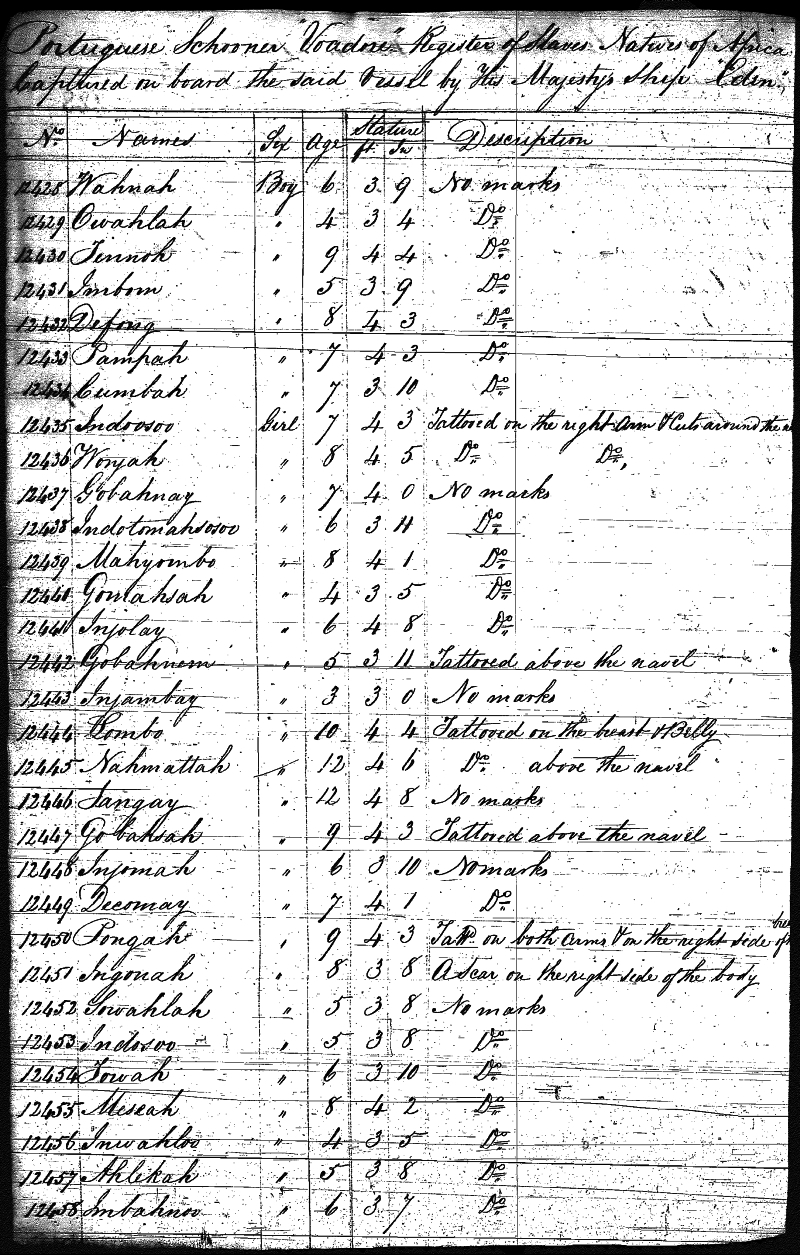 Portuguese Schooner "Voadore" Register of Slaves Natives of Africa
Captured on board the said Vessel by His Majesty's Ship "Eden",
No. Names Sex Age Stature ft. In Description
12428 Wahnah Boy 6 3 9 No marks
12429 Owahlah " 4 3 4 Do
12430 Tinnoh " 9 4 4 Do
12431 Imbom " 5 3 9 Do
12432 Defong " 8 4 3 Do
12433 Pampah " 7 4 3 Do
12434 Cumbah " 7 3 10 Do
12435 Indoosoo Girl 7 4 3 Tattooed on the right arm & Cuts around the
12436 Wonjah " 8 4 5 Do Do,
12437 Gobahnay " 7 4 0 No marks
12438 Indotomahsosoo " 6 3 11 Do
12439 Mahyombo " 8 4 1 Do
12440 Gomahsah " 4 3 5 Do
12441 Injolay " 6 4 8 Do
12442 Gobahnem " 5 3 11 Tattooed above the navel
12443 Injambay " 3 3 0 No marks
12444 Lombo " 10 4 4 Tattooed on the breast & Belly
12445 Nahmattah " 12 4 6 Do above the navel
12446 Sangay " 12 4 8 No marks
12447 Gobahsah " 9 4 3 Tattooed above the navel
12448 Injomah " 6 3 10 No marks
12449 Decomay " 7 4 1 Do
12450 Pongah " 9 4 3 Tattd. on both Arms & on the right side of
12451 Ingonah " 8 3 8 A Scar on the right side of the body
12452 Sowahlah " 5 3 8 No marks
12453 Indosoo " 5 3 8 Do
12454 Towah " 6 3 10 Do
12455 Meseah " 8 4 2 Do
12456 Inwahloo " 4 3 5 Do
12457 Ahlekah " 5 3 8 Do
12458 Imbahnoo " 6 3 7 Do